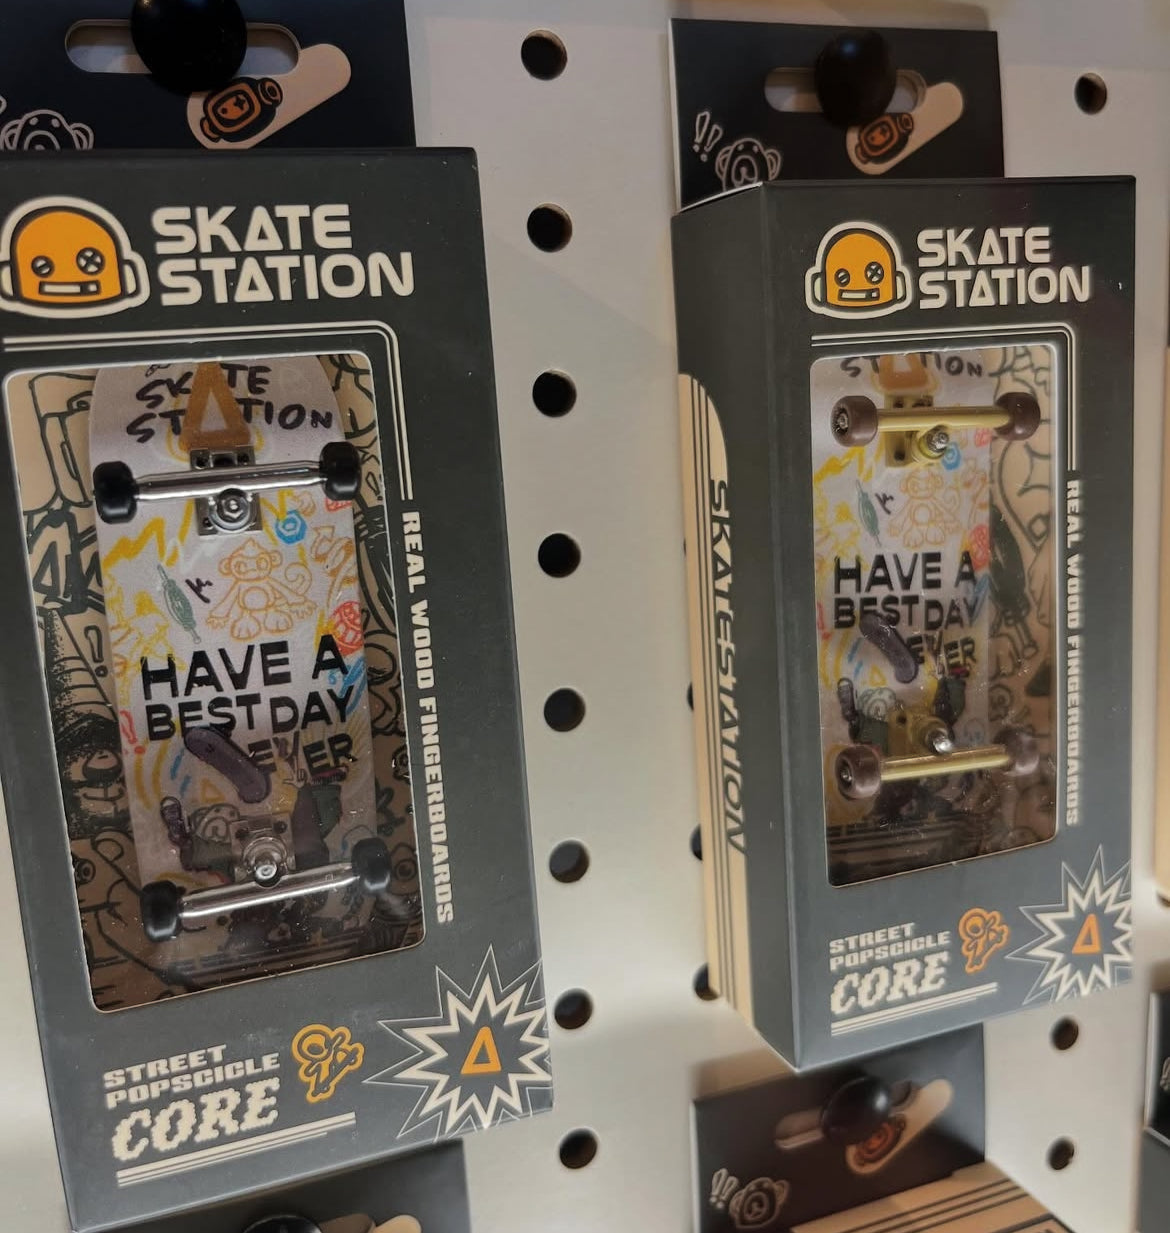 SKATE
STATION
SKATE
STATION
HAVE A
BEST DAY
EVER
REAL WOOD FINGERBOARDS
STREET
POPSCICLE
CORE
!!
SKATE
STATION
SKATESTATION
STATION
HAVE A
BEST DAY
EVER
REAL WOOD FINGERBOARDS
STREET
POPSCICLE
CORE
!!